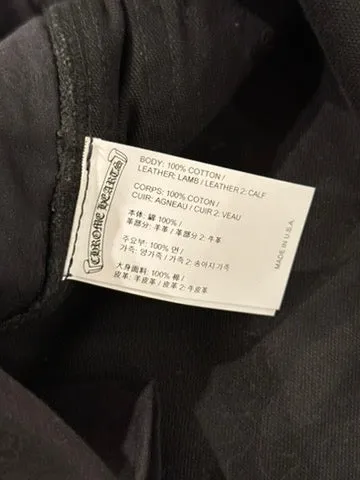 CHROME HEARTS
BODY: 100% COTTON /
LEATHER: LAMB / LEATHER 2: CALF
CORPS: 100% COTON /
CUIR: AGNEAU / CUIR 2: VEAU
本体: 綿 100% /
革部分: 羊革 / 革部分 2: 牛革
주요부: 100% 면 /
가죽: 양가죽 / 가죽 2: 송아지가죽
大身面料: 100% 棉 /
皮革: 羊皮革 / 皮革 2: 牛皮革
MADE IN U.S.A.